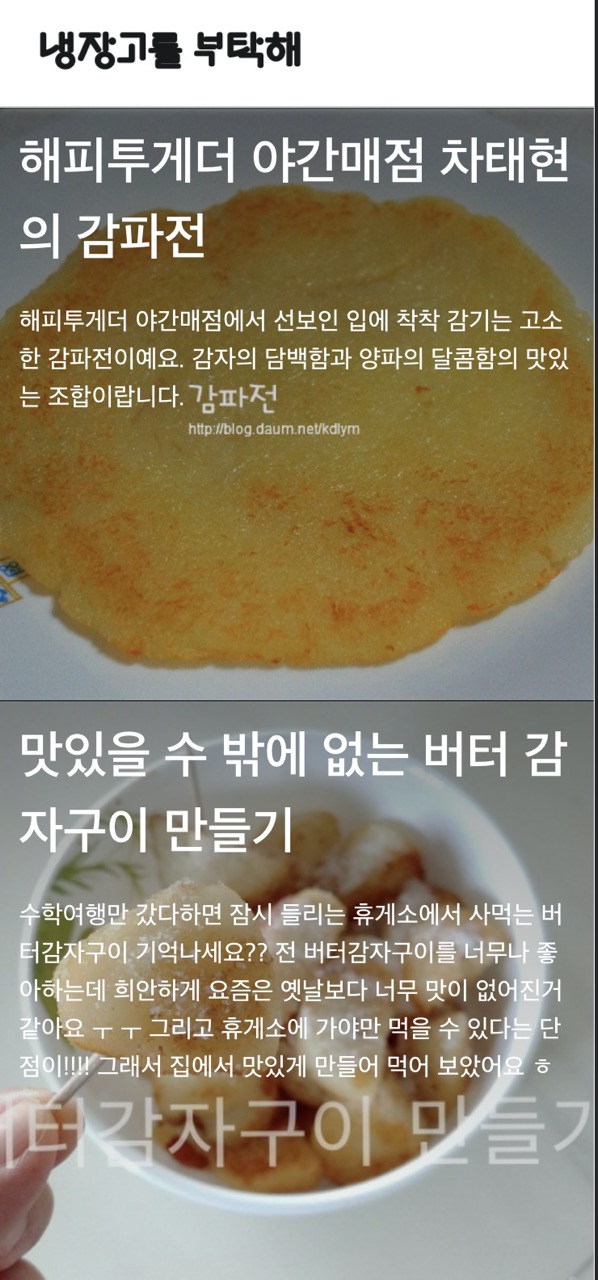 냉장고를 부탁해
해피투게더 야간매점 차태현
의 감파전
해피투게더 야간매점에서 선보인 입에 착착 감기는 고소
한 감파전이예요. 감자의 담백함과 양파의 달콤함의 맛있
는 조합이랍니다.
감파전
http://blog.daum.net/kdlym
맛있을 수 밖에 없는 버터 감
자구이 만들기
수학여행만 갔다하면 잠시 들리는 휴게소에서 사먹는 버
터감자구이 기억나세요?? 전 버터감자구이를 너무나 좋
아하는데 희안하게 요즘은 옛날보다 너무 맛이 없어진거
같아요 ㅜ ㅜ 그리고 휴게소에 가야만 먹을 수 있다는 단
점이!!!! 그래서 집에서 맛있게 만들어 먹어 보았어요 ㅎ
버터감자구이 만들기